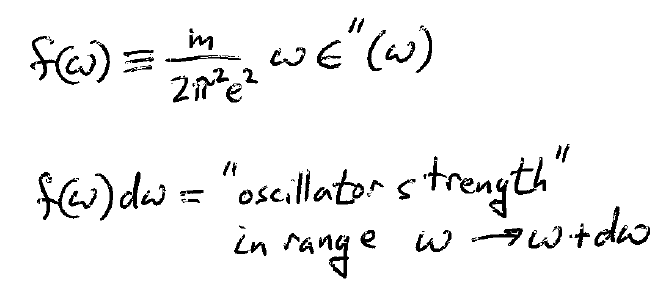 f(ω) ≡ m/2π²e² ω ∈"(ω)
f(ω)dω = "oscillator strength"
in range ω → ω+dω